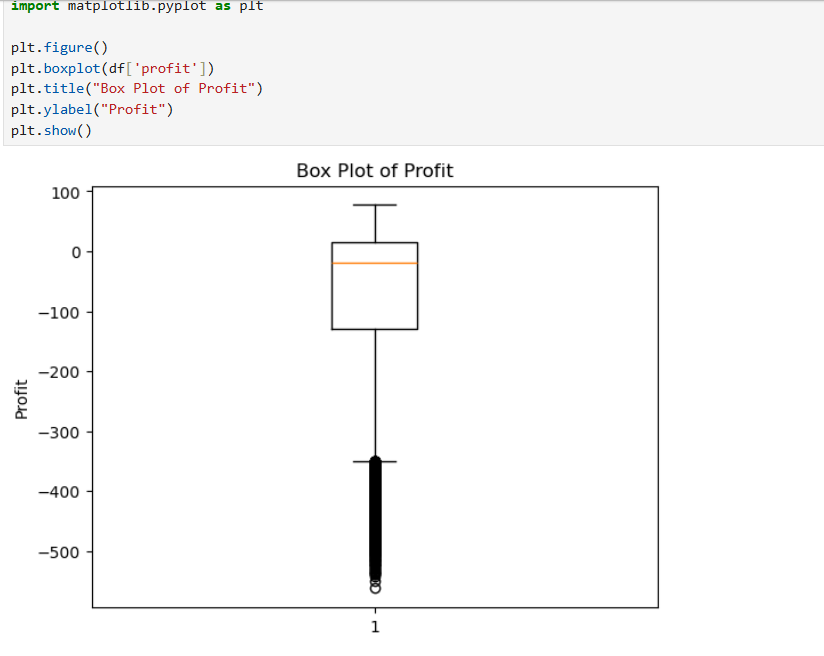 import matplotlib.pyplot as plt
plt.figure()
plt.boxplot(df['profit'])
plt.title("Box Plot of Profit")
plt.ylabel("Profit")
plt.show()
Box Plot of Profit
100
0
−100
−200
−300
−400
−500
Profit
1